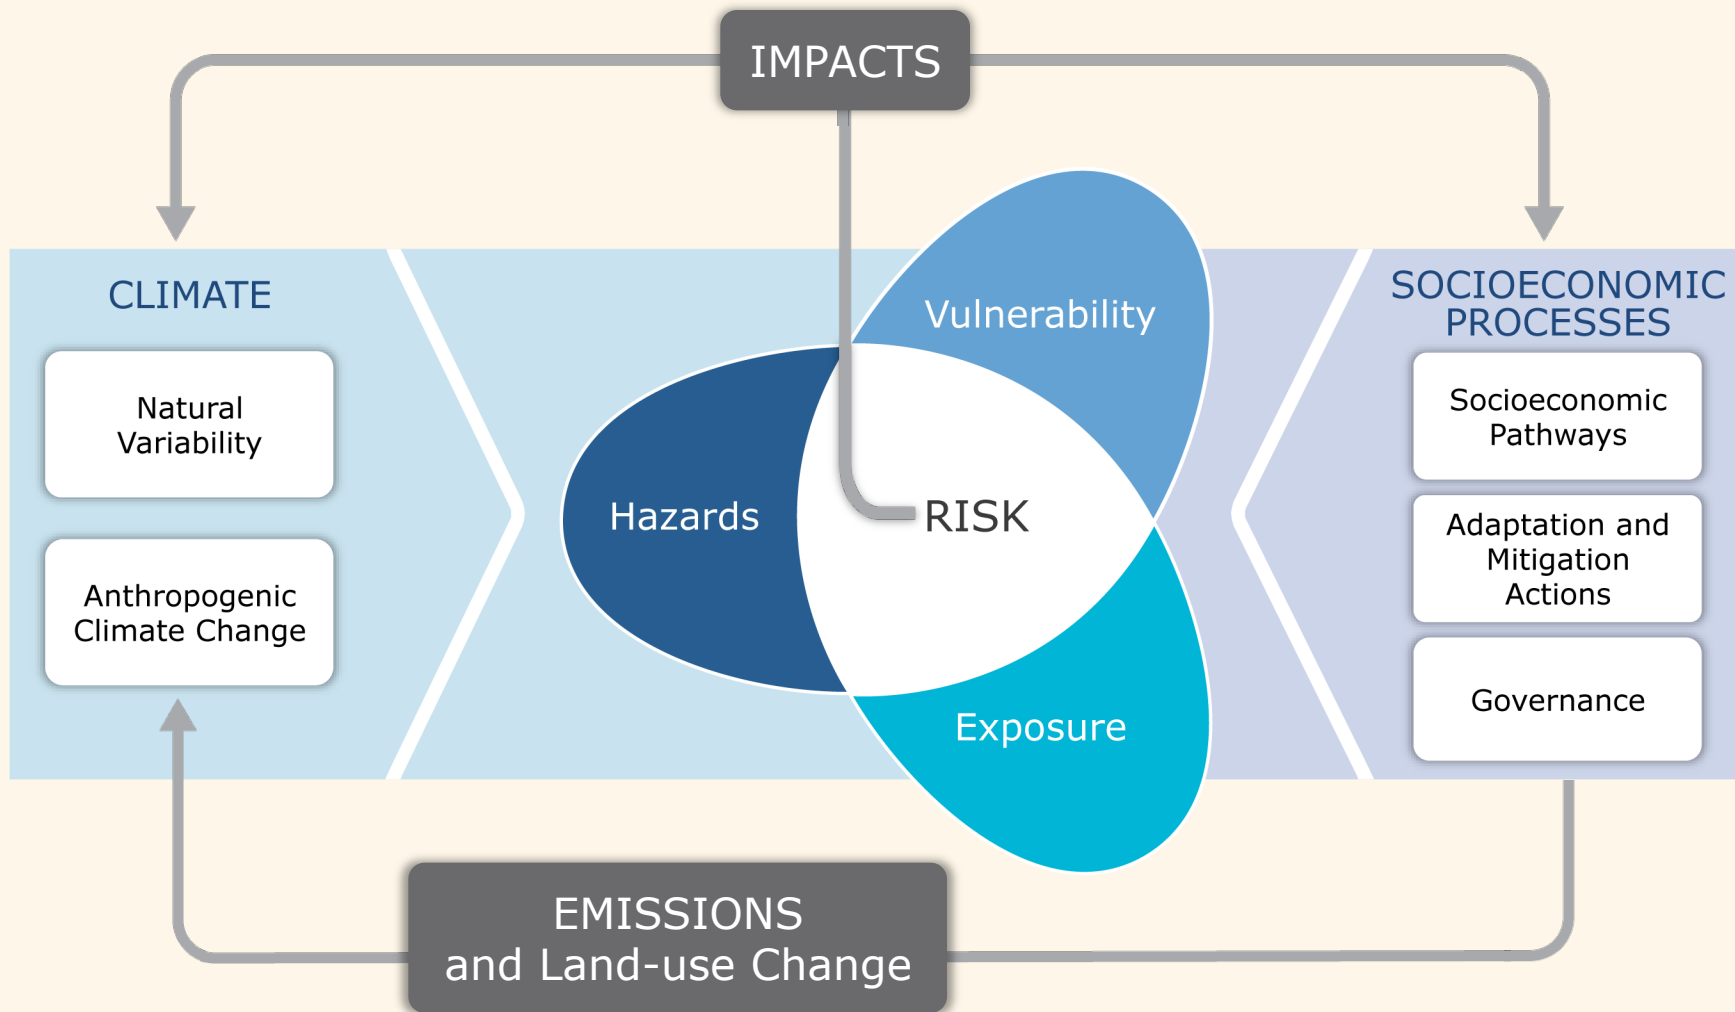 IMPACTS
CLIMATE
Natural
Variability
Anthropogenic
Climate Change
Vulnerability
Hazards
RISK
Exposure
SOCIOECONOMIC
PROCESSES
Socioeconomic
Pathways
Adaptation and
Mitigation
Actions
Governance
EMISSIONS
and Land-use Change